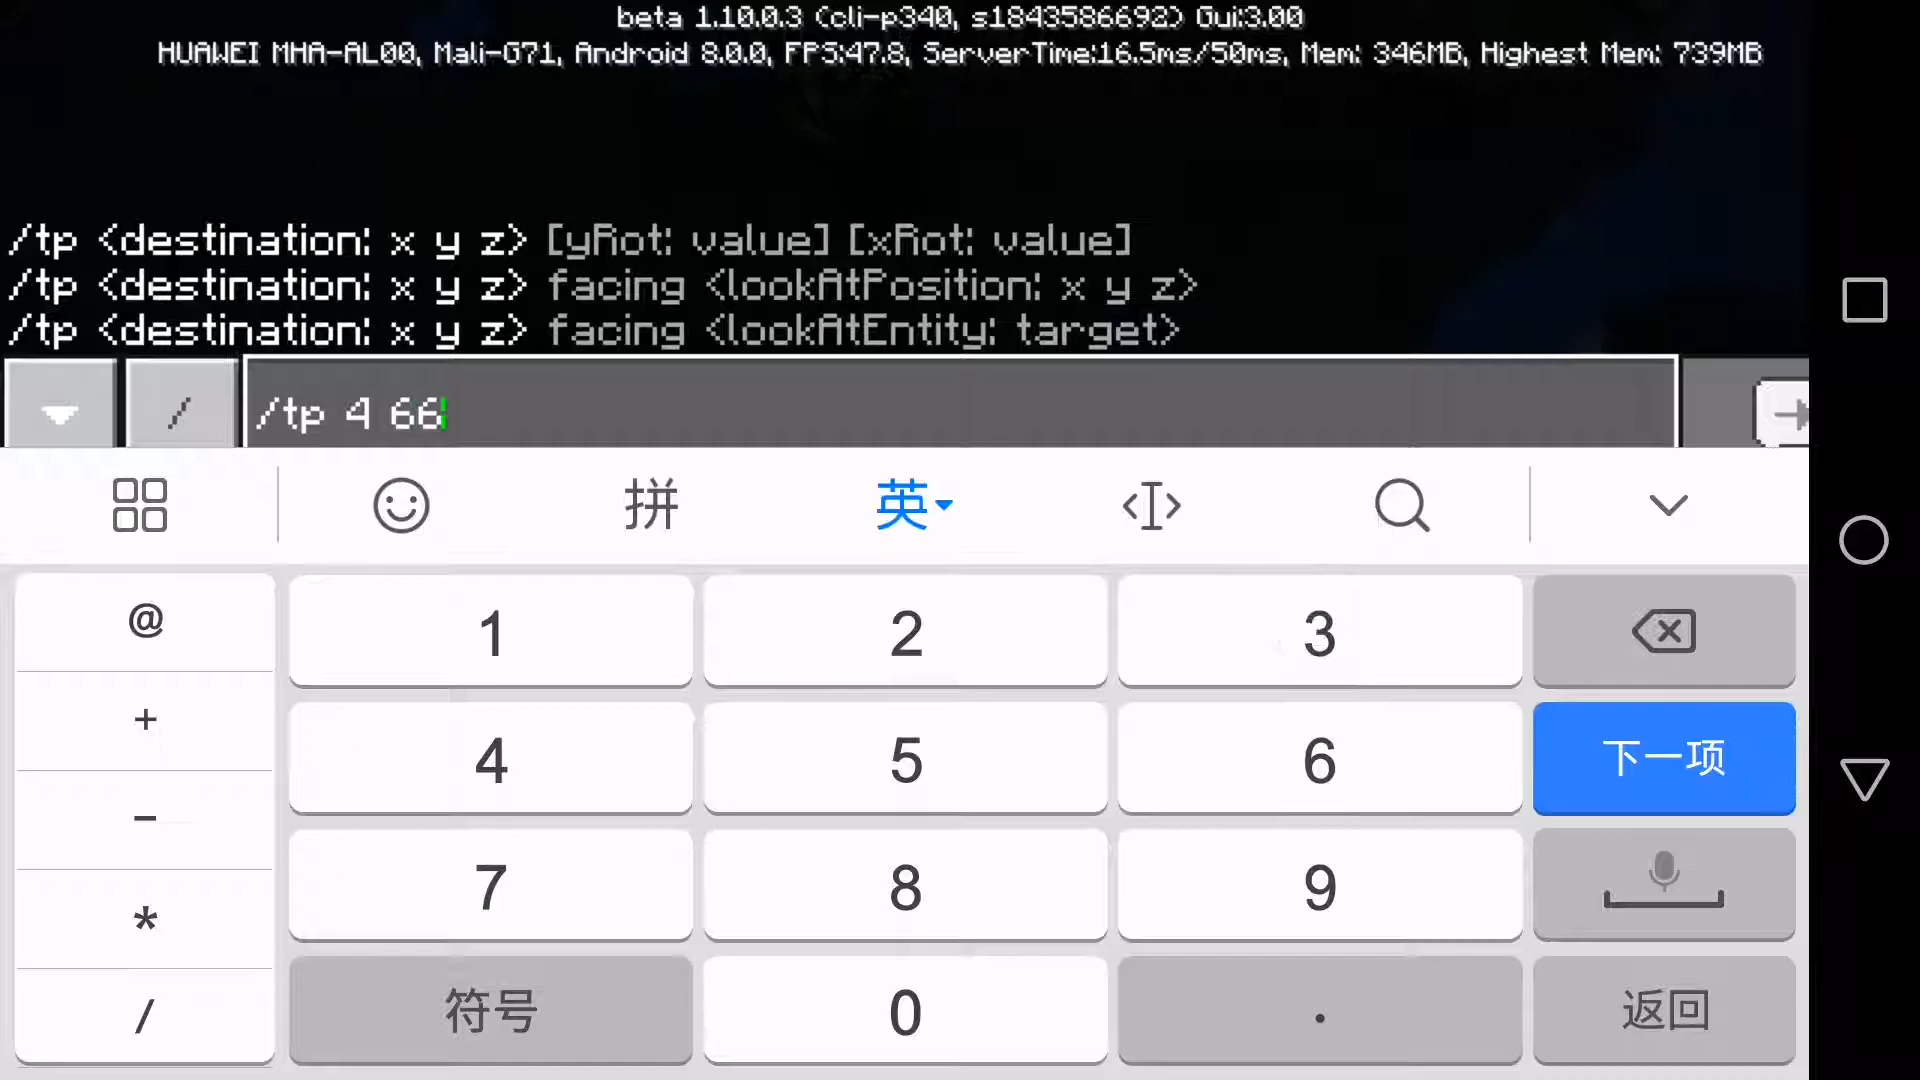 beta 1.10.0.3 (cli-p340, s1843586692) Gui:3.00
HUAWEI MHA-AL00, Mali-G71, Android 8.0.0, FPS:47.8, ServerTime:16.5ms/50ms, Mem: 346MB, Highest Mem: 739MB
/tp <destination: x y z> [yRot: value] [xRot: value]
/tp <destination: x y z> facing <lookAtPosition: x y z>
/tp <destination: x y z> facing <lookAtEntity: target>
/
/tp 4 66
拼 英
@ 1 2 3
+
4 5 6 下一项
-
7 8 9
*
/ 符号 0 . 返回